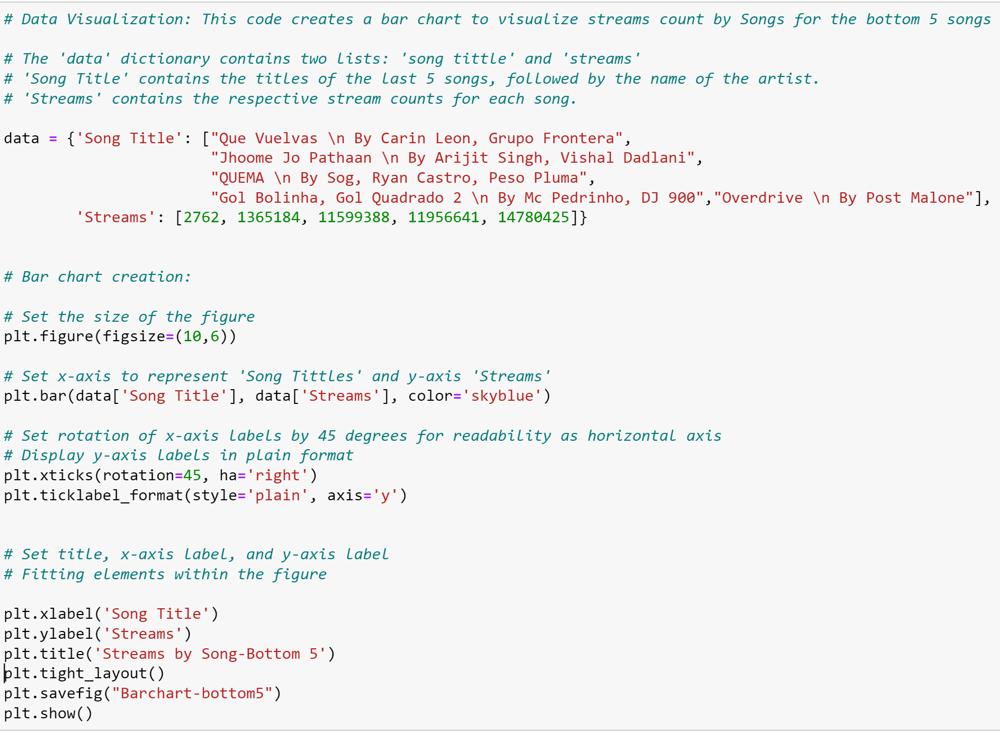 # Data Visualization: This code creates a bar chart to visualize streams count by Songs for the bottom 5 songs
# The 'data' dictionary contains two lists: 'song tittle' and 'streams'
# 'Song Title' contains the titles of the last 5 songs, followed by the name of the artist.
# 'Streams' contains the respective stream counts for each song.
data = {'Song Title': ["Que Vuelvas \n By Carin Leon, Grupo Frontera",
"Jhoome Jo Pathaan \n By Arijit Singh, Vishal Dadlani",
"QUEMA \n By Sog, Ryan Castro, Peso Pluma",
"Gol Bolinha, Gol Quadrado 2 \n By Mc Pedrinho, DJ 900","Overdrive \n By Post Malone"],
'Streams': [2762, 1365184, 11599388, 11956641, 14780425]}
# Bar chart creation:
# Set the size of the figure
plt.figure(figsize=(10,6))
# Set x-axis to represent 'Song Tittles' and y-axis 'Streams'
plt.bar(data['Song Title'], data['Streams'], color='skyblue')
# Set rotation of x-axis labels by 45 degrees for readability as horizontal axis
# Display y-axis labels in plain format
plt.xticks(rotation=45, ha='right')
plt.ticklabel_format(style='plain', axis='y')
# Set title, x-axis label, and y-axis label
# Fitting elements within the figure
plt.xlabel('Song Title')
plt.ylabel('Streams')
plt.title('Streams by Song-Bottom 5')
plt.tight_layout()
plt.savefig("Barchart-bottom5")
plt.show()